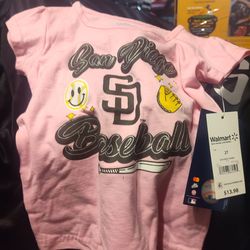 San Diego
SD
Baseball
Walmart
2T
$13.98